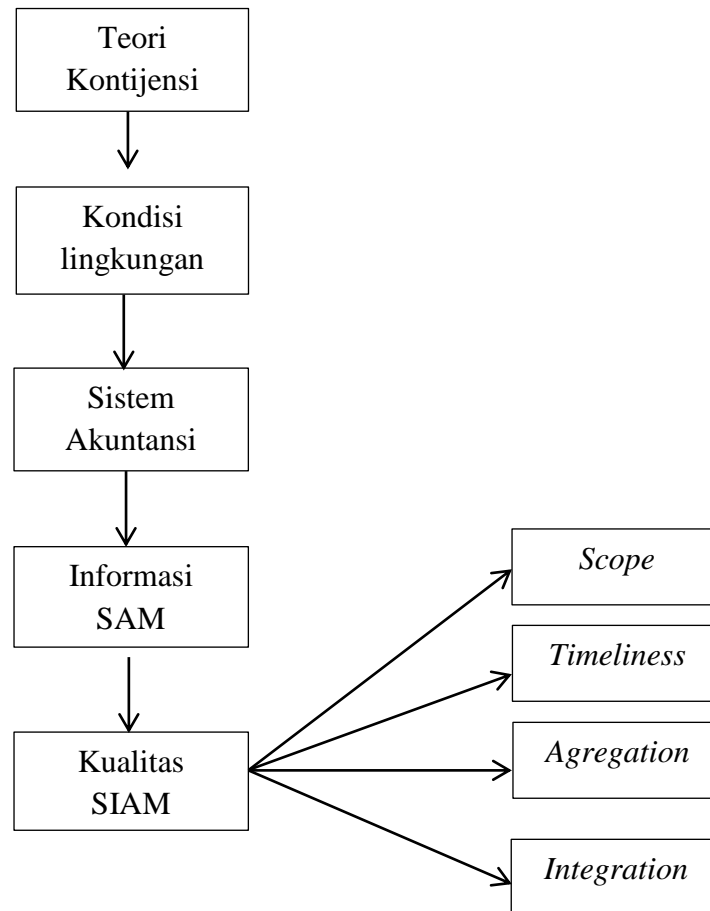 Teori
Kontijensi
Kondisi
lingkungan
Sistem
Akuntansi
Informasi
SAM
Kualitas
SIAM
Scope
Timeliness
Agregation
Integration